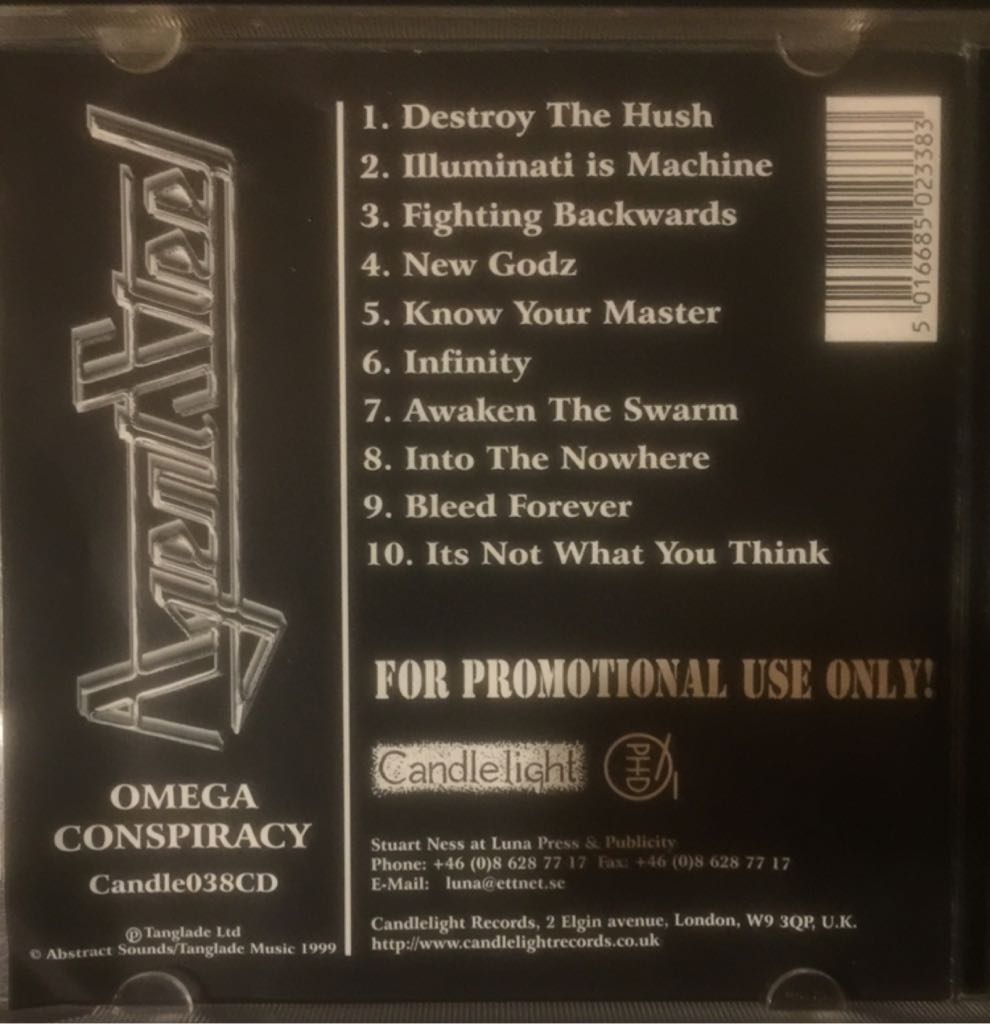 Agent Steel
OMEGA
CONSPIRACY
Candle038CD
℗ Tanglade Ltd
© Abstract Sounds/Tanglade Music 1999
1. Destroy The Hush
2. Illuminati is Machine
3. Fighting Backwards
4. New Godz
5. Know Your Master
6. Infinity
7. Awaken The Swarm
8. Into The Nowhere
9. Bleed Forever
10. Its Not What You Think
5 016685 023383
FOR PROMOTIONAL USE ONLY!
Candlelight
PHD
Stuart Ness at Luna Press & Publicity
Phone: +46 (0)8 628 77 17 Fax: +46 (0)8 628 77 17
E-Mail: luna@ettnet.se
Candlelight Records, 2 Elgin avenue, London, W9 3QP, U.K.
http://www.candlelightrecords.co.uk